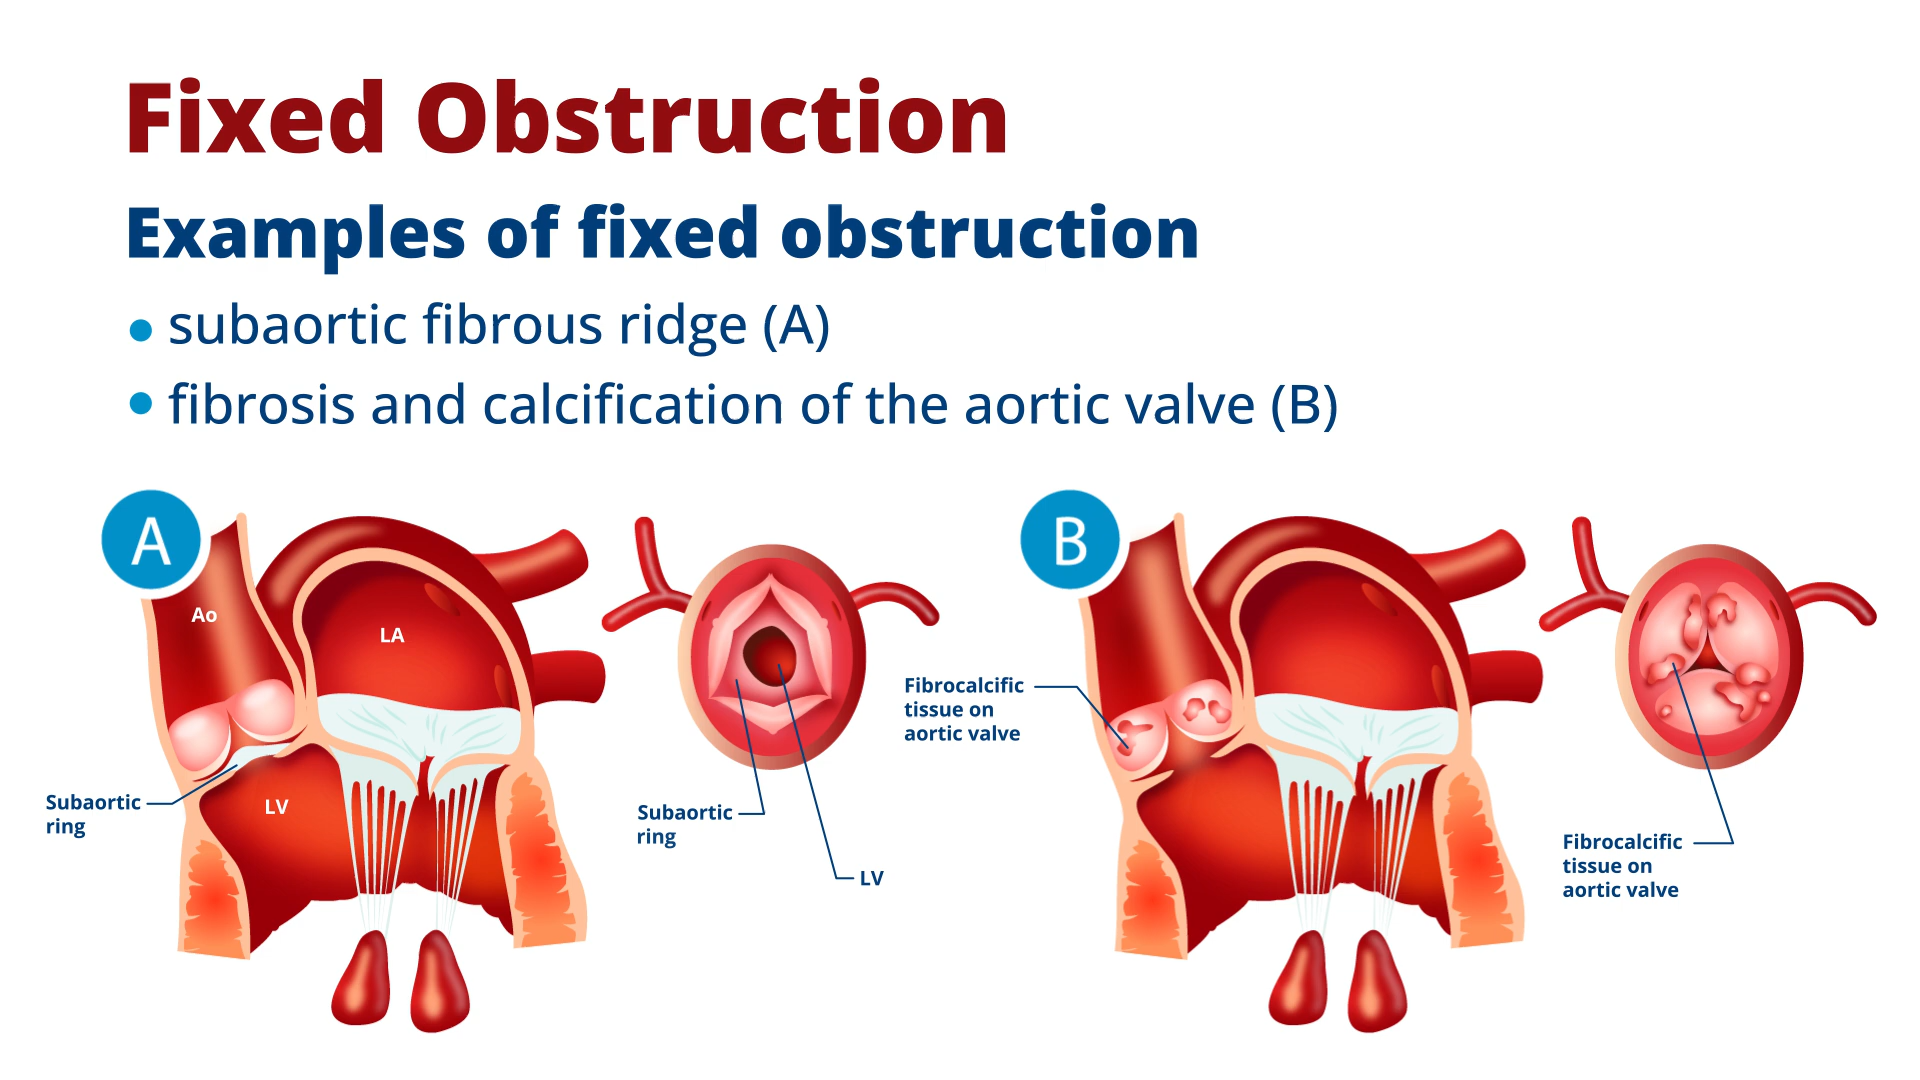 Fixed Obstruction
Examples of fixed obstruction
• subaortic fibrous ridge (A)
• fibrosis and calcification of the aortic valve (B)
A
Ao
LA
LV
Subaortic
ring
Subaortic
ring
LV
B
Fibrocalcific
tissue on
aortic valve
Fibrocalcific
tissue on
aortic valve